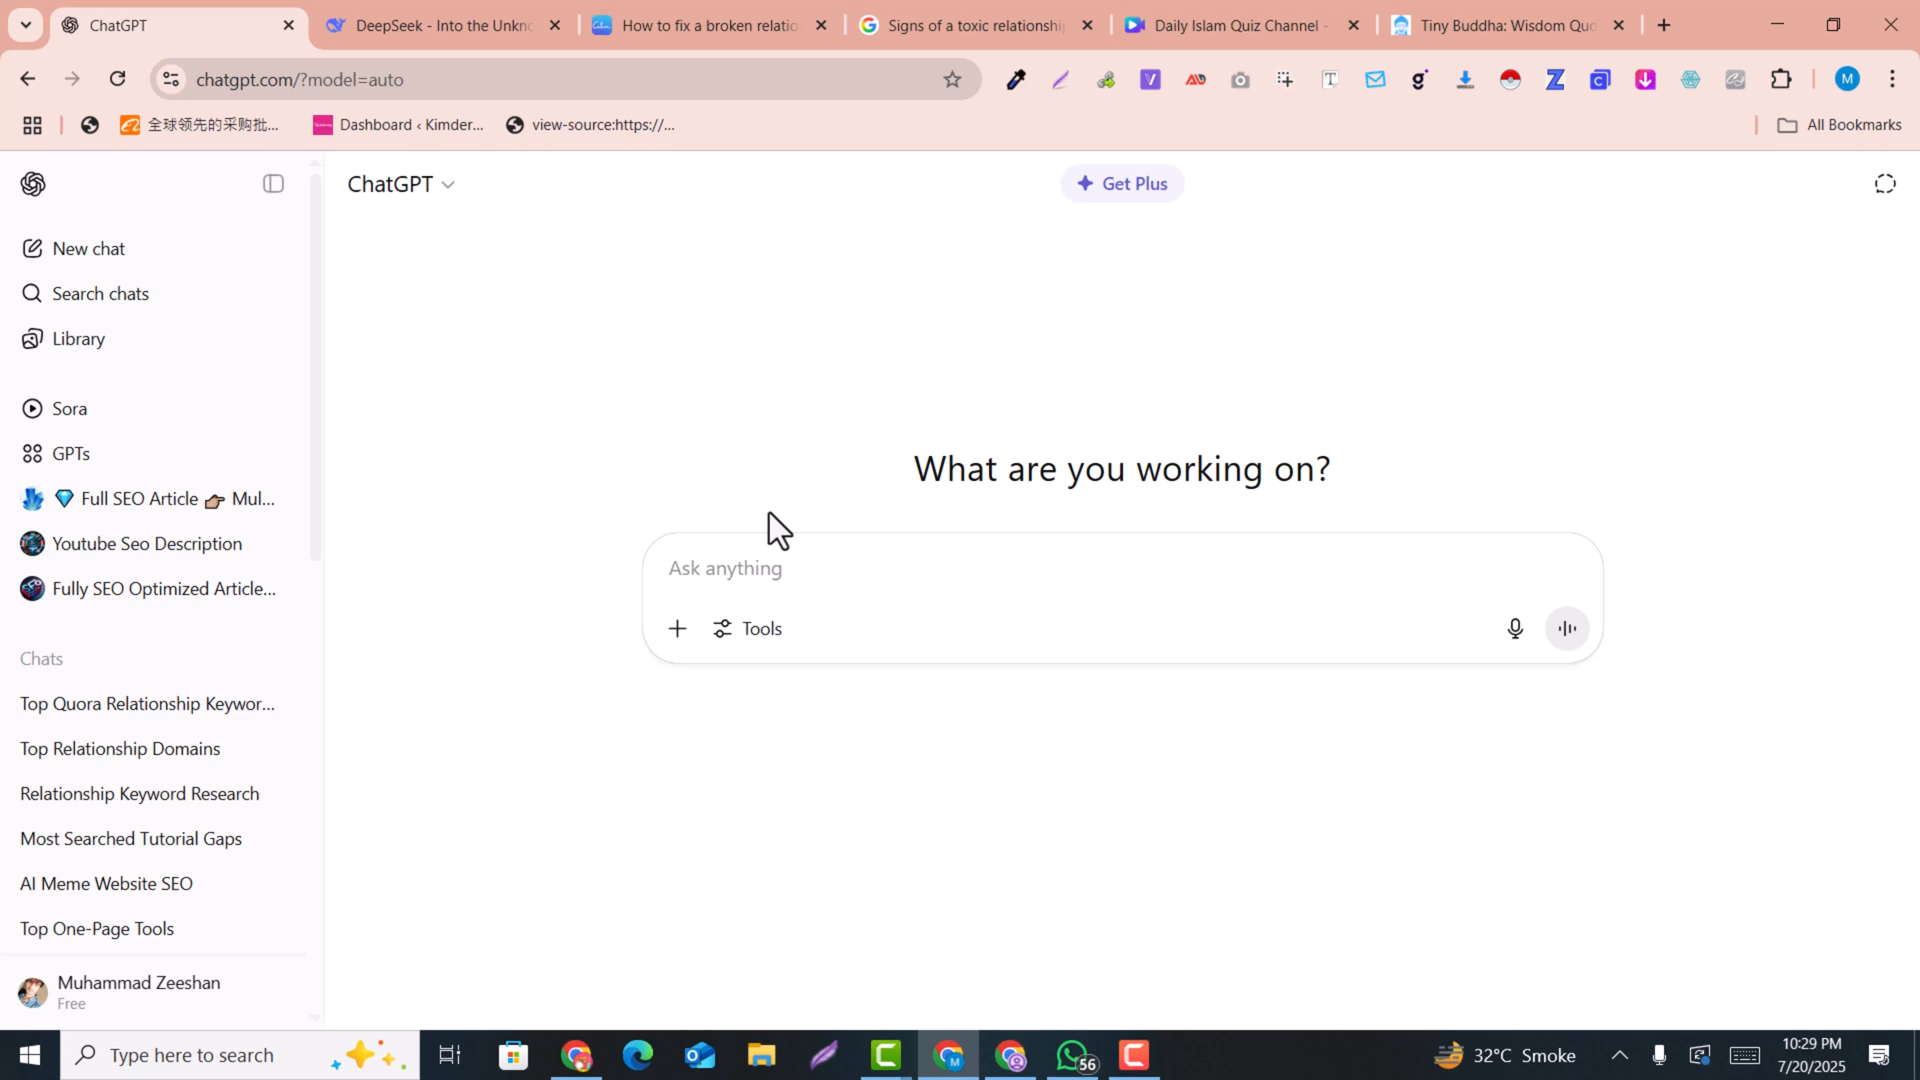 ChatGPT
DeepSeek - Into the Unkn
How to fix a broken relatio
Signs of a toxic relationshi
Daily Islam Quiz Channel -
Tiny Buddha: Wisdom Quo
chatgpt.com/?model=auto
M
全球领先的采购批...
Dashboard ‹ Kimder...
view-source:https://...
All Bookmarks
ChatGPT
Get Plus
New chat
Search chats
Library
Sora
GPTs
Full SEO Article 👉 Mul...
Youtube Seo Description
Fully SEO Optimized Article...
Chats
Top Quora Relationship Keywor...
Top Relationship Domains
Relationship Keyword Research
Most Searched Tutorial Gaps
AI Meme Website SEO
Top One-Page Tools
Muhammad Zeeshan
Free
What are you working on?
Ask anything
Tools
Type here to search
56
32°C Smoke
10:29 PM
7/20/2025